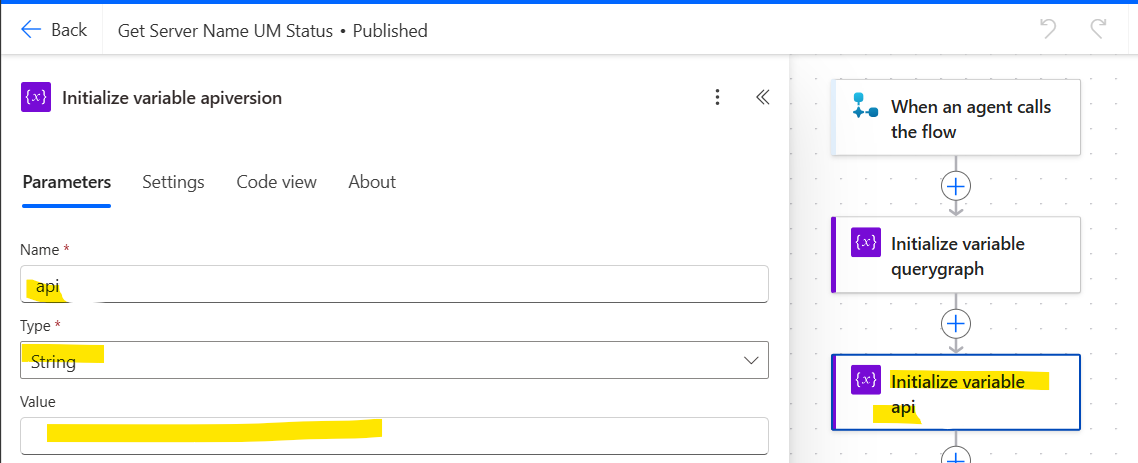 Back
Get Server Name UM Status • Published
{x} Initialize variable apiversion
Parameters Settings Code view About
Name *
api
Type *
String
Value
When an agent calls
the flow
{x} Initialize variable
querygraph
{x} Initialize variable
api